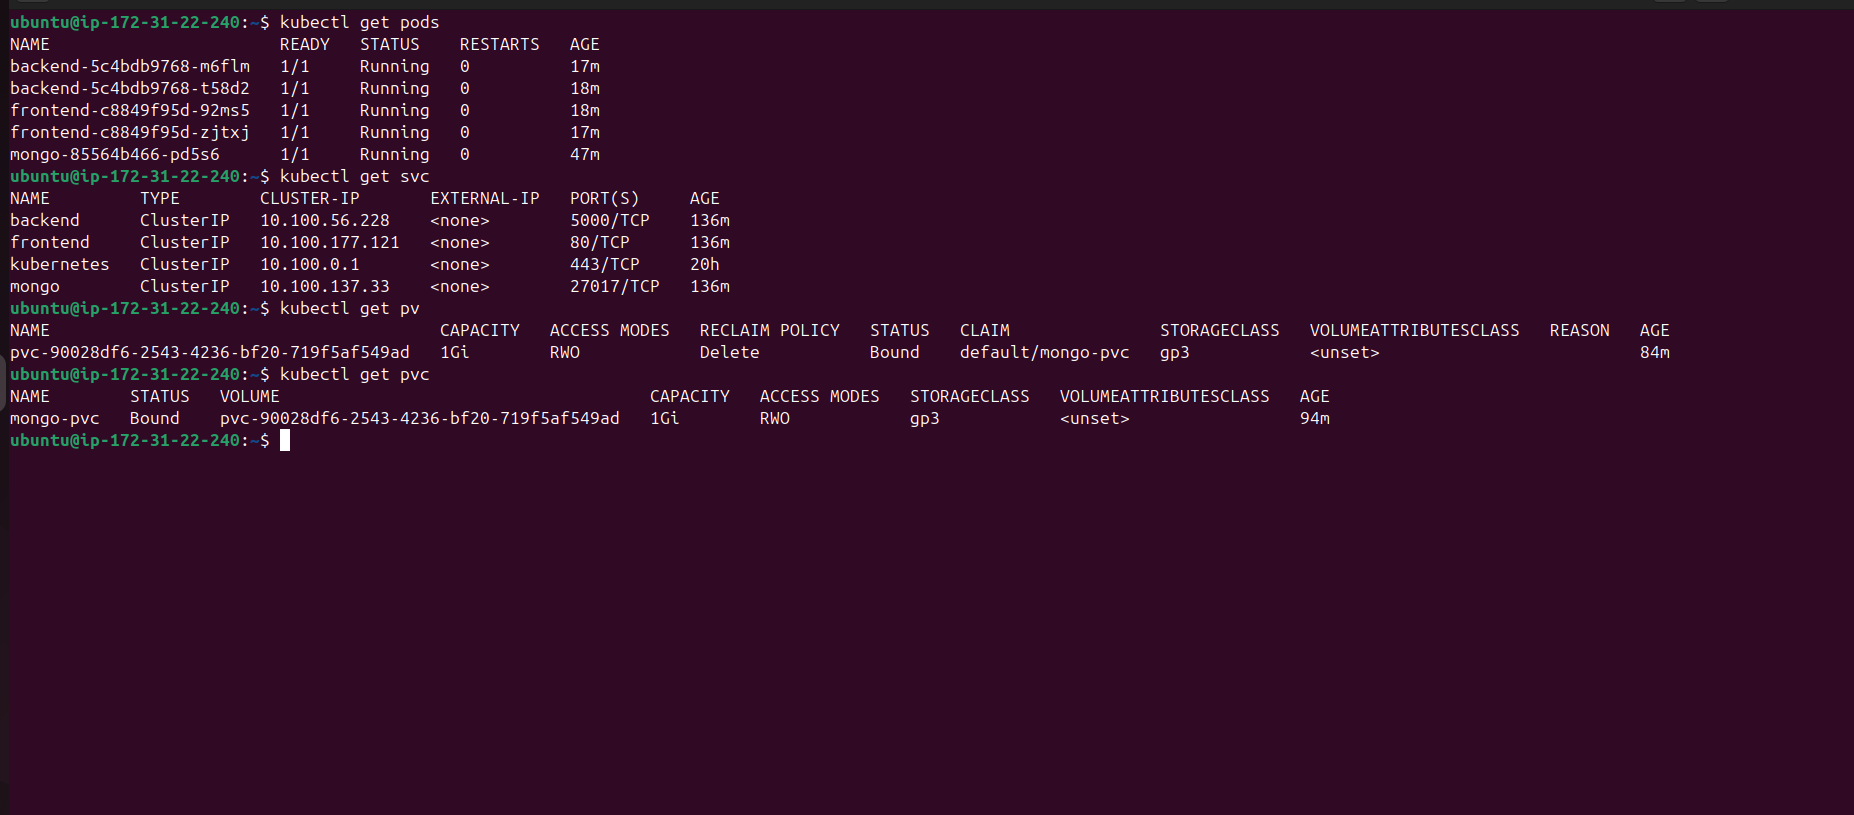 ubuntu@ip-172-31-22-240:~$ kubectl get pods
NAME                       READY   STATUS    RESTARTS   AGE
backend-5c4bdb9768-m6flm   1/1     Running   0          17m
backend-5c4bdb9768-t58d2   1/1     Running   0          18m
frontend-c8849f95d-92ms5   1/1     Running   0          18m
frontend-c8849f95d-zjtxj   1/1     Running   0          17m
mongo-85564b466-pd5s6      1/1     Running   0          47m
ubuntu@ip-172-31-22-240:~$ kubectl get svc
NAME         TYPE        CLUSTER-IP       EXTERNAL-IP   PORT(S)     AGE
backend      ClusterIP   10.100.56.228    <none>        5000/TCP    136m
frontend     ClusterIP   10.100.177.121   <none>        80/TCP      136m
kubernetes   ClusterIP   10.100.0.1       <none>        443/TCP     20h
mongo        ClusterIP   10.100.137.33    <none>        27017/TCP   136m
ubuntu@ip-172-31-22-240:~$ kubectl get pv
NAME                                       CAPACITY   ACCESS MODES   RECLAIM POLICY   STATUS   CLAIM               STORAGECLASS   VOLUMEATTRIBUTESCLASS   REASON   AGE
pvc-90028df6-2543-4236-bf20-719f5af549ad   1Gi        RWO            Delete           Bound    default/mongo-pvc   gp3            <unset>                          84m
ubuntu@ip-172-31-22-240:~$ kubectl get pvc
NAME        STATUS   VOLUME                                     CAPACITY   ACCESS MODES   STORAGECLASS   VOLUMEATTRIBUTESCLASS   AGE
mongo-pvc   Bound    pvc-90028df6-2543-4236-bf20-719f5af549ad   1Gi        RWO            gp3            <unset>                 94m
ubuntu@ip-172-31-22-240:~$